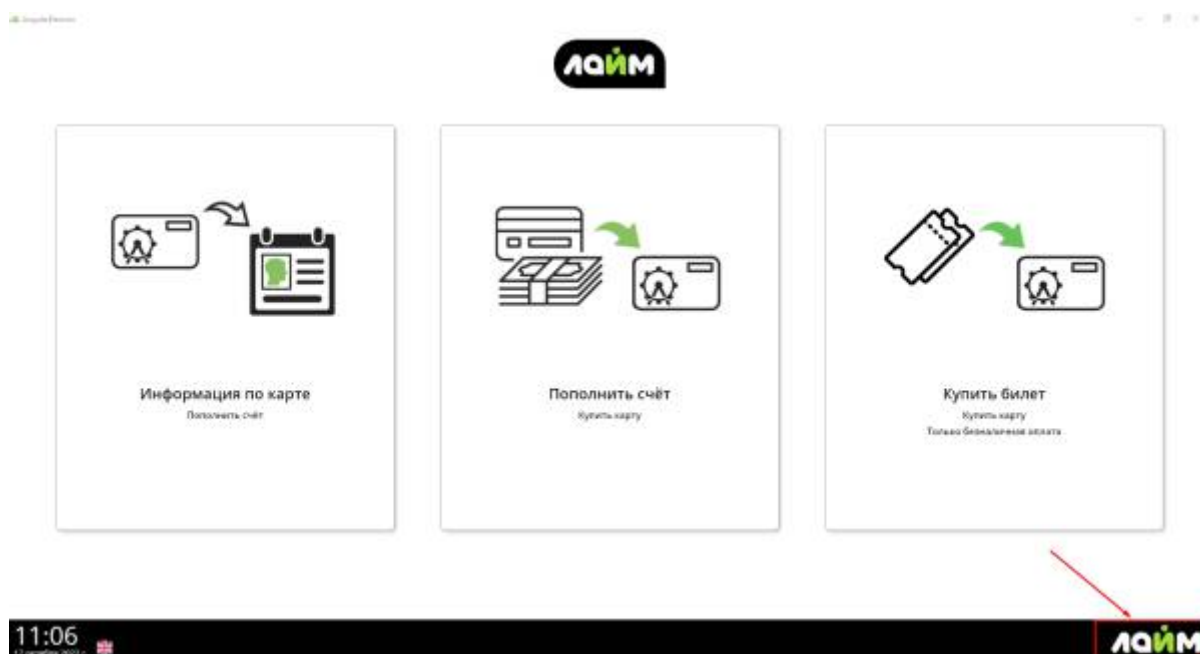 лайм
Информация по карте
Пополнить счёт
Пополнить счёт
Купить карту
Купить билет
Купить карту
Только безналичная оплата
11:06
лайм